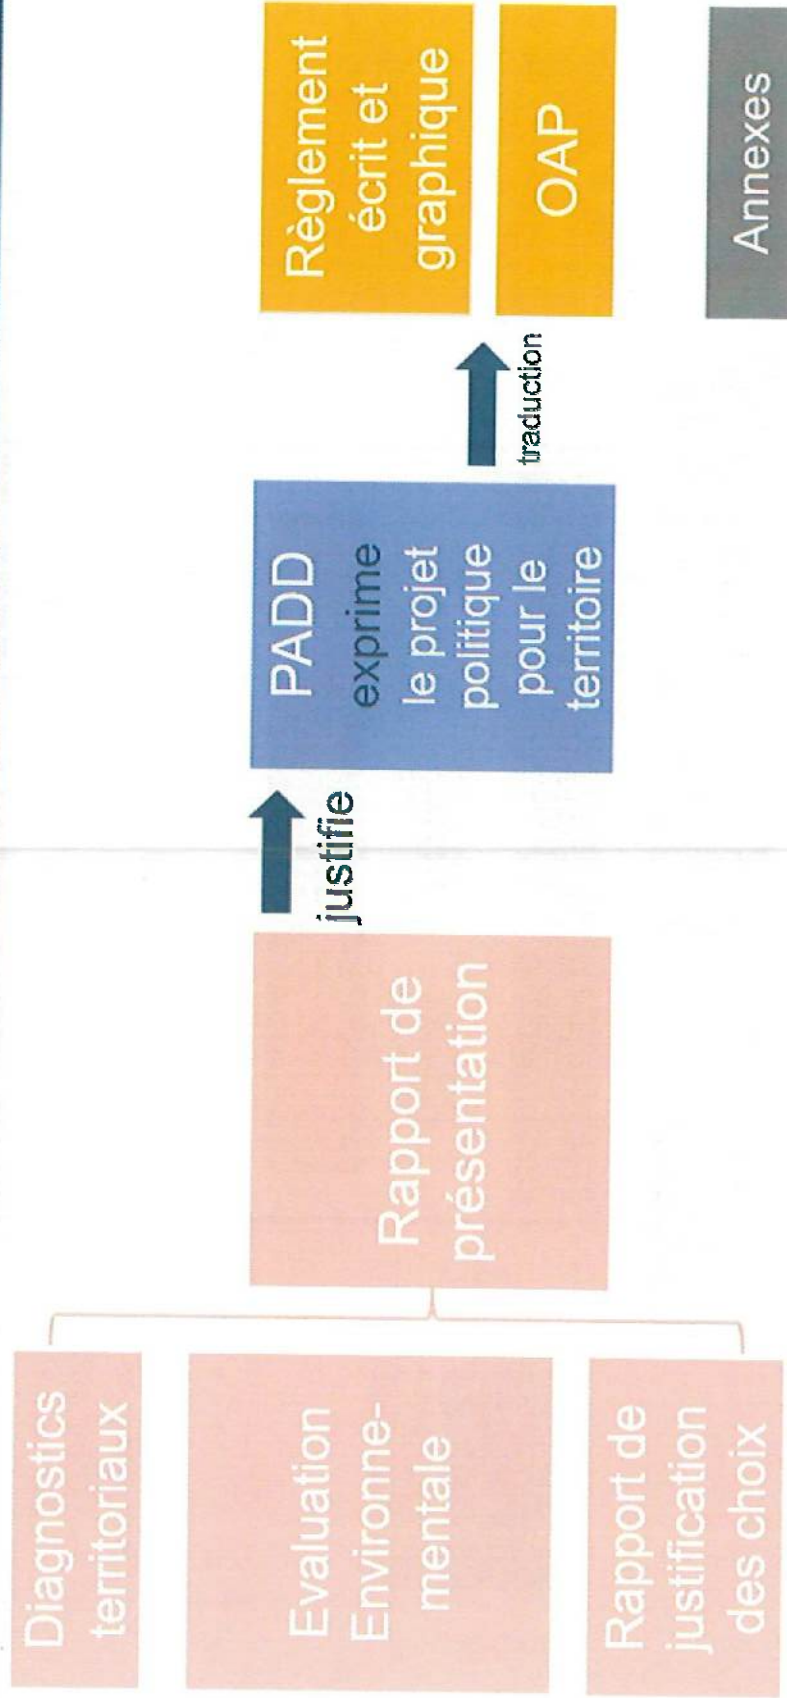 Diagnostics
territoriaux
Evaluation
Environne-
mentale
Rapport de
justification
des choix
Rapport de
présentation
justifie
PADD
exprime
le projet
politique
pour le
territoire
traduction
Règlement
écrit et
graphique
OAP
Annexes